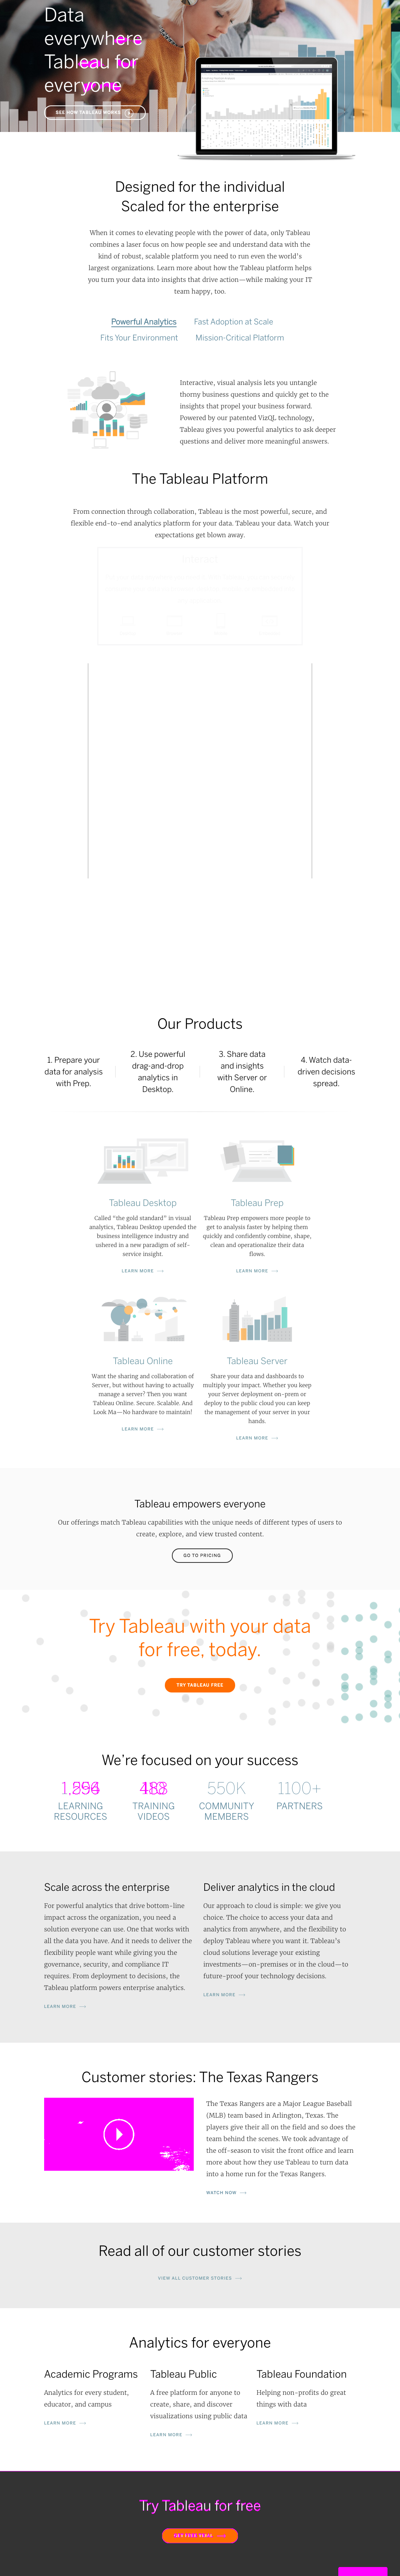 Data
everywhere
Tableau for
everyone
SEE HOW TABLEAU WORKS
Designed for the individual
Scaled for the enterprise
When it comes to elevating people with the power of data, only Tableau
combines a laser focus on how people see and understand data with the
kind of robust, scalable platform you need to run even the world's
largest organizations. Learn more about how the Tableau platform helps
you turn your data into insights that drive action—while making your IT
team happy, too.
Powerful Analytics Fast Adoption at Scale
Fits Your Environment Mission-Critical Platform
Interactive, visual analysis lets you untangle
thorny business questions and quickly get to the
insights that propel your business forward.
Powered by our patented VizQL technology,
Tableau gives you powerful analytics to ask deeper
questions and deliver more meaningful answers.
The Tableau Platform
From connection through collaboration, Tableau is the most powerful, secure, and
flexible end-to-end analytics platform for your data. Tableau your data. Watch your
expectations get blown away.
Our Products
1. Prepare your
data for analysis
with Prep.
2. Use powerful
drag-and-drop
analytics in
Desktop.
3. Share data
and insights
with Server or
Online.
4. Watch data-
driven decisions
spread.
Tableau Desktop
Called "the gold standard" in visual
analytics, Tableau Desktop upended the
business intelligence industry and
ushered in a new paradigm of self-
service insight.
LEARN MORE
Tableau Prep
Tableau Prep empowers more people to
get to analysis faster by helping them
quickly and confidently combine, shape,
clean and operationalize their data
flows.
LEARN MORE
Tableau Online
Want the sharing and collaboration of
Server, but without having to actually
manage a server? Then you want
Tableau Online. Secure. Scalable. And
Look Ma—No hardware to maintain!
LEARN MORE
Tableau Server
Share your data and dashboards to
multiply your impact. Whether you keep
your Server deployment on-prem or
deploy to the public cloud you can keep
the management of your server in your
hands.
LEARN MORE
Tableau empowers everyone
Our offerings match Tableau capabilities with the unique needs of different types of users to
create, explore, and view trusted content.
GO TO PRICING
Try Tableau with your data
for free, today.
TRY TABLEAU FREE
We're focused on your success
LEARNING
RESOURCES
TRAINING
VIDEOS
550K
COMMUNITY
MEMBERS
1100+
PARTNERS
Scale across the enterprise
For powerful analytics that drive bottom-line
impact across the organization, you need a
solution everyone can use. One that works with
all the data you have. And it needs to deliver the
flexibility people want while giving you the
governance, security, and compliance IT
requires. From deployment to decisions, the
Tableau platform powers enterprise analytics.
LEARN MORE
Deliver analytics in the cloud
Our approach to cloud is simple: we give you
choice. The choice to access your data and
analytics from anywhere, and the flexibility to
deploy Tableau where you want it. Tableau's
cloud solutions leverage your existing
investments—on-premises or in the cloud—to
future-proof your technology decisions.
LEARN MORE
Customer stories: The Texas Rangers
The Texas Rangers are a Major League Baseball
(MLB) team based in Arlington, Texas. The
players give their all on the field and so does the
team behind the scenes. We took advantage of
the off-season to visit the front office and learn
more about how they use Tableau to turn data
into a home run for the Texas Rangers.
WATCH NOW
Read all of our customer stories
VIEW ALL CUSTOMER STORIES
Analytics for everyone
Academic Programs
Analytics for every student,
educator, and campus
LEARN MORE
Tableau Public
A free platform for anyone to
create, share, and discover
visualizations using public data
LEARN MORE
Tableau Foundation
Helping non-profits do great
things with data
LEARN MORE
Try Tableau for free